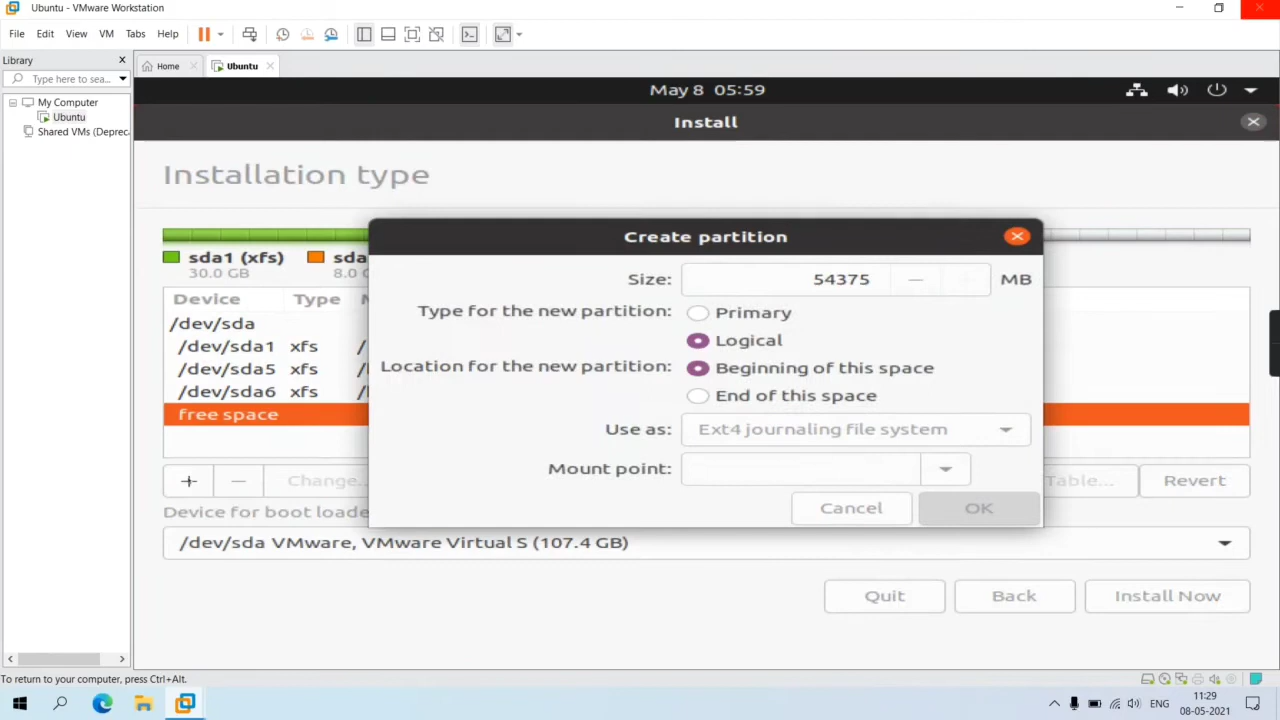 Ubuntu - VMware Workstation
File Edit View VM Tabs Help
Library
Type here to sea...
My Computer
Ubuntu
Shared VMs (Deprec
Home
Ubuntu
May 8 05:59
Install
Installation type
sda1 (xfs)
30.0 GB
sda
8.0
Device Type
/dev/sda
/dev/sda1 xfs /
/dev/sda5 xfs /
/dev/sda6 xfs /
free space
+ — Change..
Table... Revert
Device for boot loade
/dev/sda VMware, VMware Virtual S (107.4 GB)
Quit Back Install Now
Create partition
Size: 54375 — MB
Type for the new partition: Primary
Logical
Location for the new partition: Beginning of this space
End of this space
Use as: Ext4 journaling file system
Mount point:
Cancel OK
To return to your computer, press Ctrl+Alt.
ENG
11:29
08-05-2021